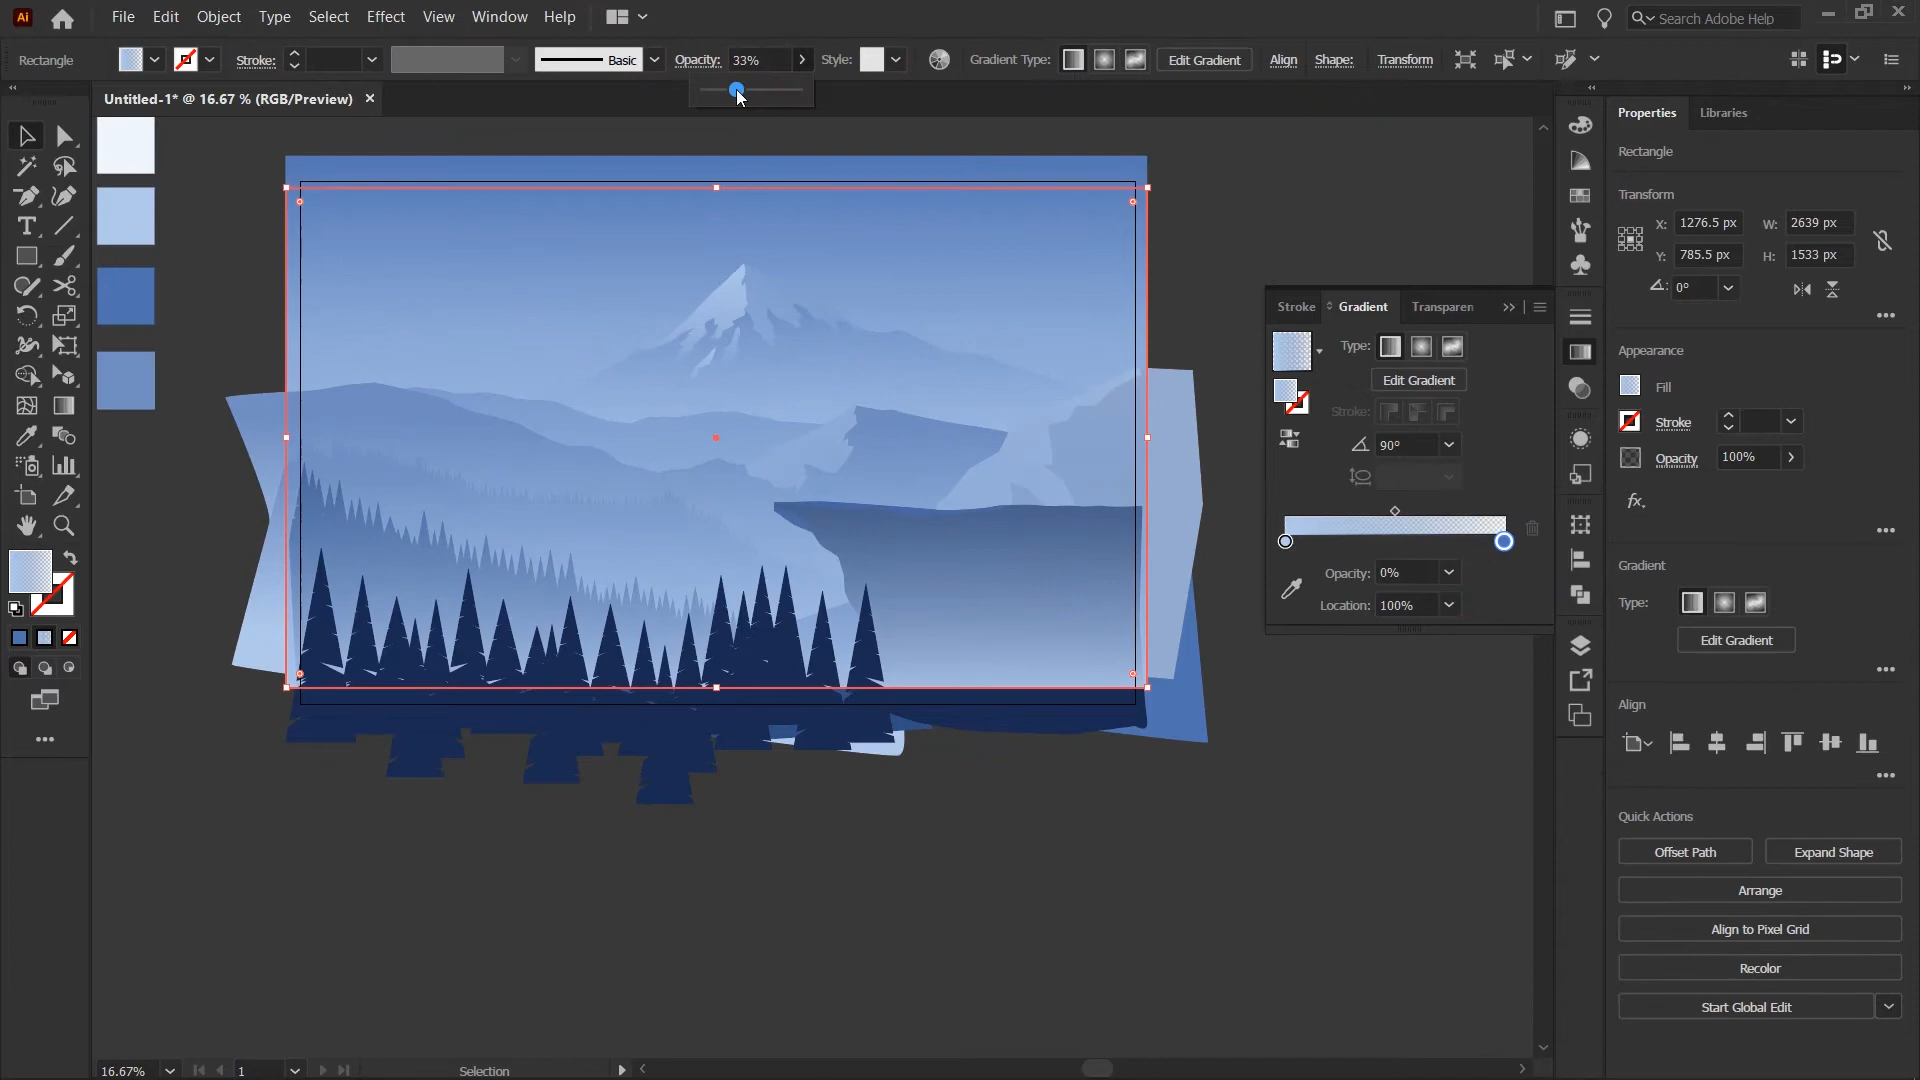 Ai File Edit Object Type Select Effect View Window Help Search Adobe Help
Rectangle Stroke: Basic Opacity: 33% Style: Gradient Type: Edit Gradient Align Shape: Transform
Untitled-1* @ 16.67 % (RGB/Preview) ×
Properties Libraries
Rectangle
Transform
X: 1276.5 px W: 2639 px
Y: 785.5 px H: 1533 px
0°
Appearance
Fill
Stroke
Opacity 100%
fx.
Gradient
Type:
Edit Gradient
Align
Quick Actions
Offset Path Expand Shape
Arrange
Align to Pixel Grid
Recolor
Start Global Edit
Stroke Gradient Transparen
Type:
Edit Gradient
Stroke:
90°
Opacity: 0%
Location: 100%
16.67% 1 Selection